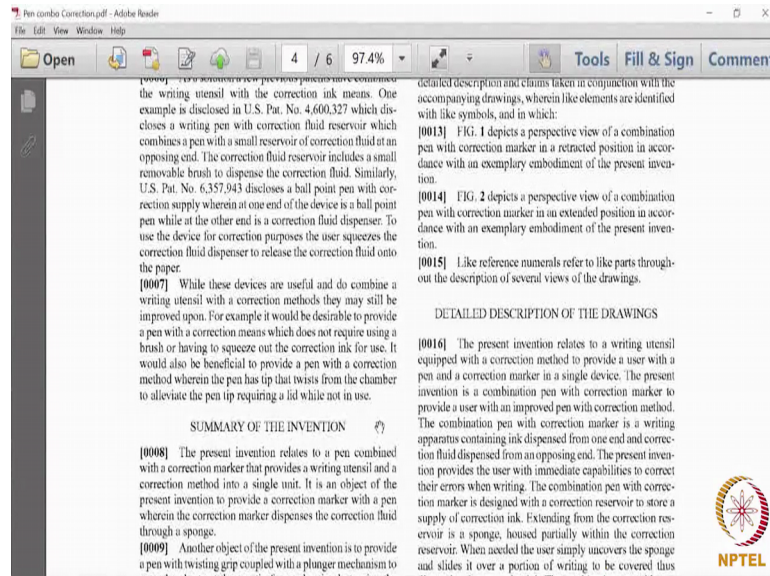 Pen combo Correction.pdf - Adobe Reader
File Edit View Window Help
Open 4 / 6 97.4% Tools Fill & Sign Commen
[0006] As a solution a few previous patents have combined
the writing utensil with the correction ink means. One
example is disclosed in U.S. Pat. No. 4,600,327 which dis-
closes a writing pen with correction fluid reservoir which
combines a pen with a small reservoir of correction fluid at an
opposing end. The correction fluid reservoir includes a small
removable brush to dispense the correction fluid. Similarly,
U.S. Pat. No. 6,357,943 discloses a ball point pen with cor-
rection supply wherein at one end of the device is a ball point
pen while at the other end is a correction fluid dispenser. To
use the device for correction purposes the user squeezes the
correction fluid dispenser to release the correction fluid onto
the paper.
[0007] While these devices are useful and do combine a
writing utensil with a correction methods they may still be
improved upon. For example it would be desirable to provide
a pen with a correction means which does not require using a
brush or having to squeeze out the correction ink for use. It
would also be beneficial to provide a pen with a correction
method wherein the pen has tip that twists from the chamber
to alleviate the pen tip requiring a lid while not in use.
SUMMARY OF THE INVENTION
[0008] The present invention relates to a pen combined
with a correction marker that provides a writing utensil and a
correction method into a single unit. It is an object of the
present invention to provide a correction marker with a pen
wherein the correction marker dispenses the correction fluid
through a sponge.
[0009] Another object of the present invention is to provide
a pen with twisting grip coupled with a plunger mechanism to
detailed description and claims taken in conjunction with the
accompanying drawings, wherein like elements are identified
with like symbols, and in which:
[0013] FIG. 1 depicts a perspective view of a combination
pen with correction marker in a retracted position in accor-
dance with an exemplary embodiment of the present inven-
tion.
[0014] FIG. 2 depicts a perspective view of a combination
pen with correction marker in an extended position in accor-
dance with an exemplary embodiment of the present inven-
tion.
[0015] Like reference numerals refer to like parts through-
out the description of several views of the drawings.
DETAILED DESCRIPTION OF THE DRAWINGS
[0016] The present invention relates to a writing utensil
equipped with a correction method to provide a user with a
pen and a correction marker in a single device. The present
invention is a combination pen with correction marker to
provide a user with an improved pen with correction method.
The combination pen with correction marker is a writing
apparatus containing ink dispensed from one end and correc-
tion fluid dispensed from an opposing end. The present inven-
tion provides the user with immediate capabilities to correct
their errors when writing. The combination pen with correc-
tion marker is designed with a correction reservoir to store a
supply of correction ink. Extending from the correction res-
ervoir is a sponge, housed partially within the correction
reservoir. When needed the user simply uncovers the sponge
and slides it over a portion of writing to be covered thus
NPTEL